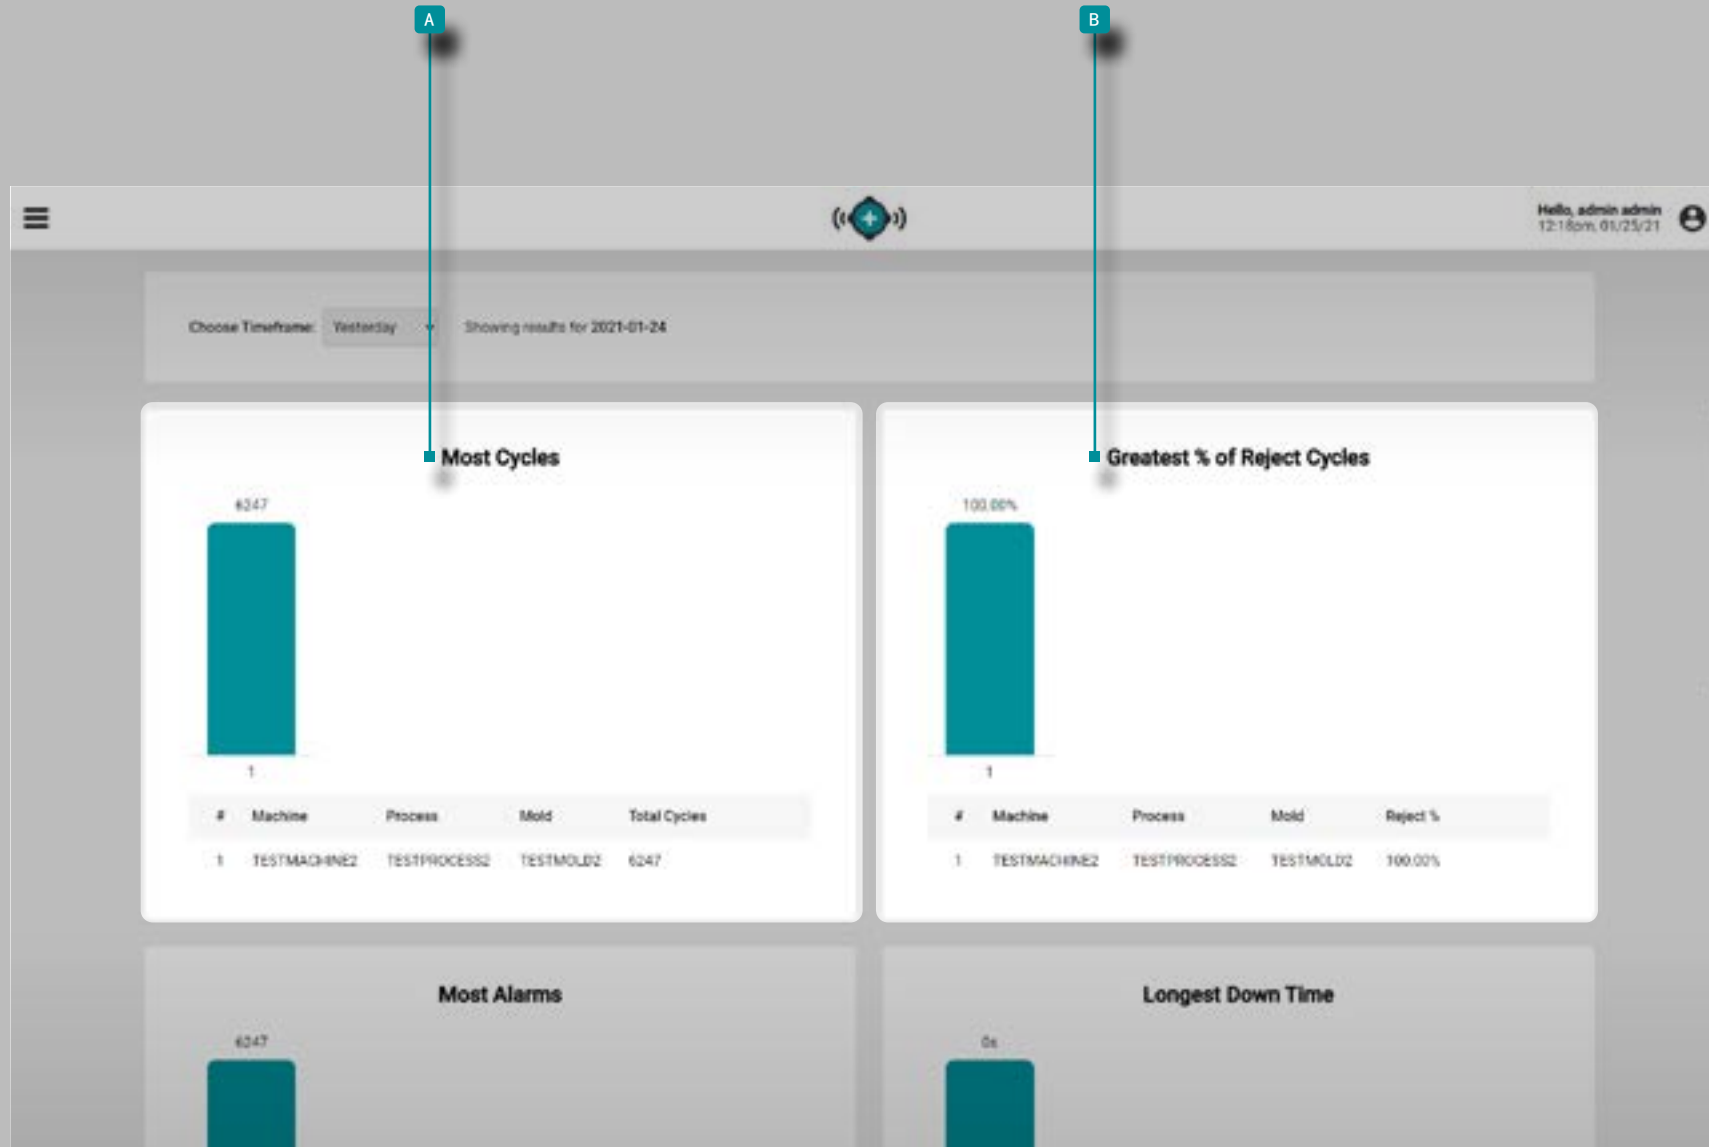 A
B
Hello, admin admin
12:18pm, 01/25/21
Choose Timeframe: Yesterday Showing results for 2021-01-24
Most Cycles
6247
1
# Machine Process Mold Total Cycles
1 TESTMACHINE2 TESTPROCESS2 TESTMOLD2 6247
Greatest % of Reject Cycles
100.00%
1
# Machine Process Mold Reject %
1 TESTMACHINE2 TESTPROCESS2 TESTMOLD2 100.00%
Most Alarms
6247
Longest Down Time
0s